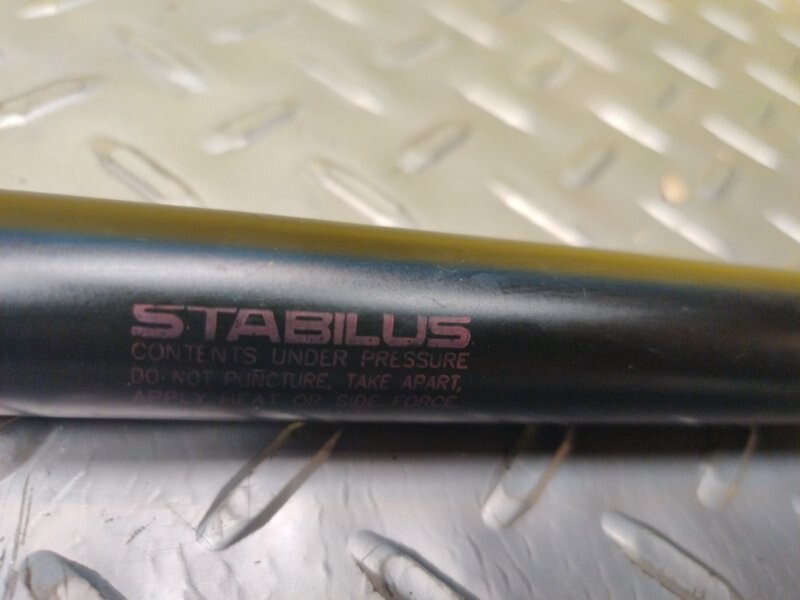 STABILUS
CONTENTS UNDER PRESSURE
DO NOT PUNCTURE, TAKE APART,
APPLY HEAT OR SIDE FORCE